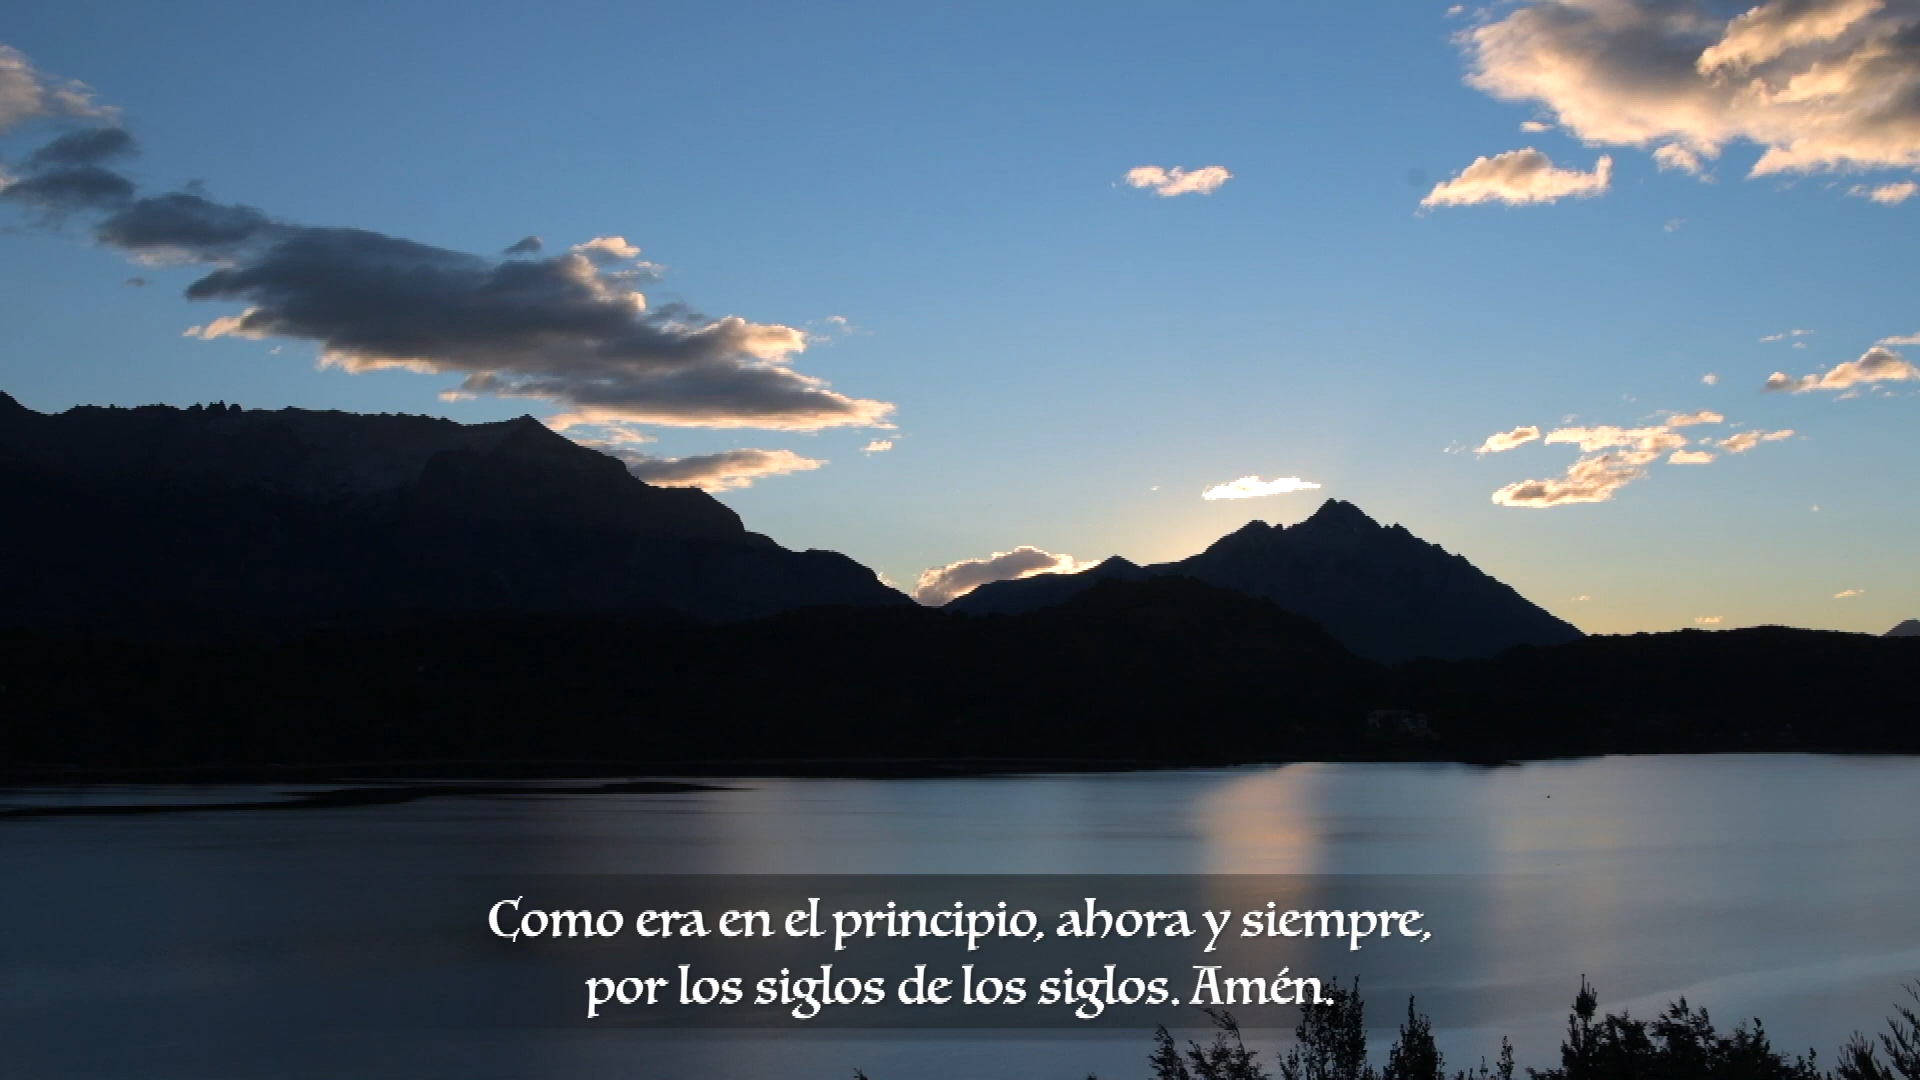 Como era en el principio, ahora y siempre,
por los siglos de los siglos. Amén.